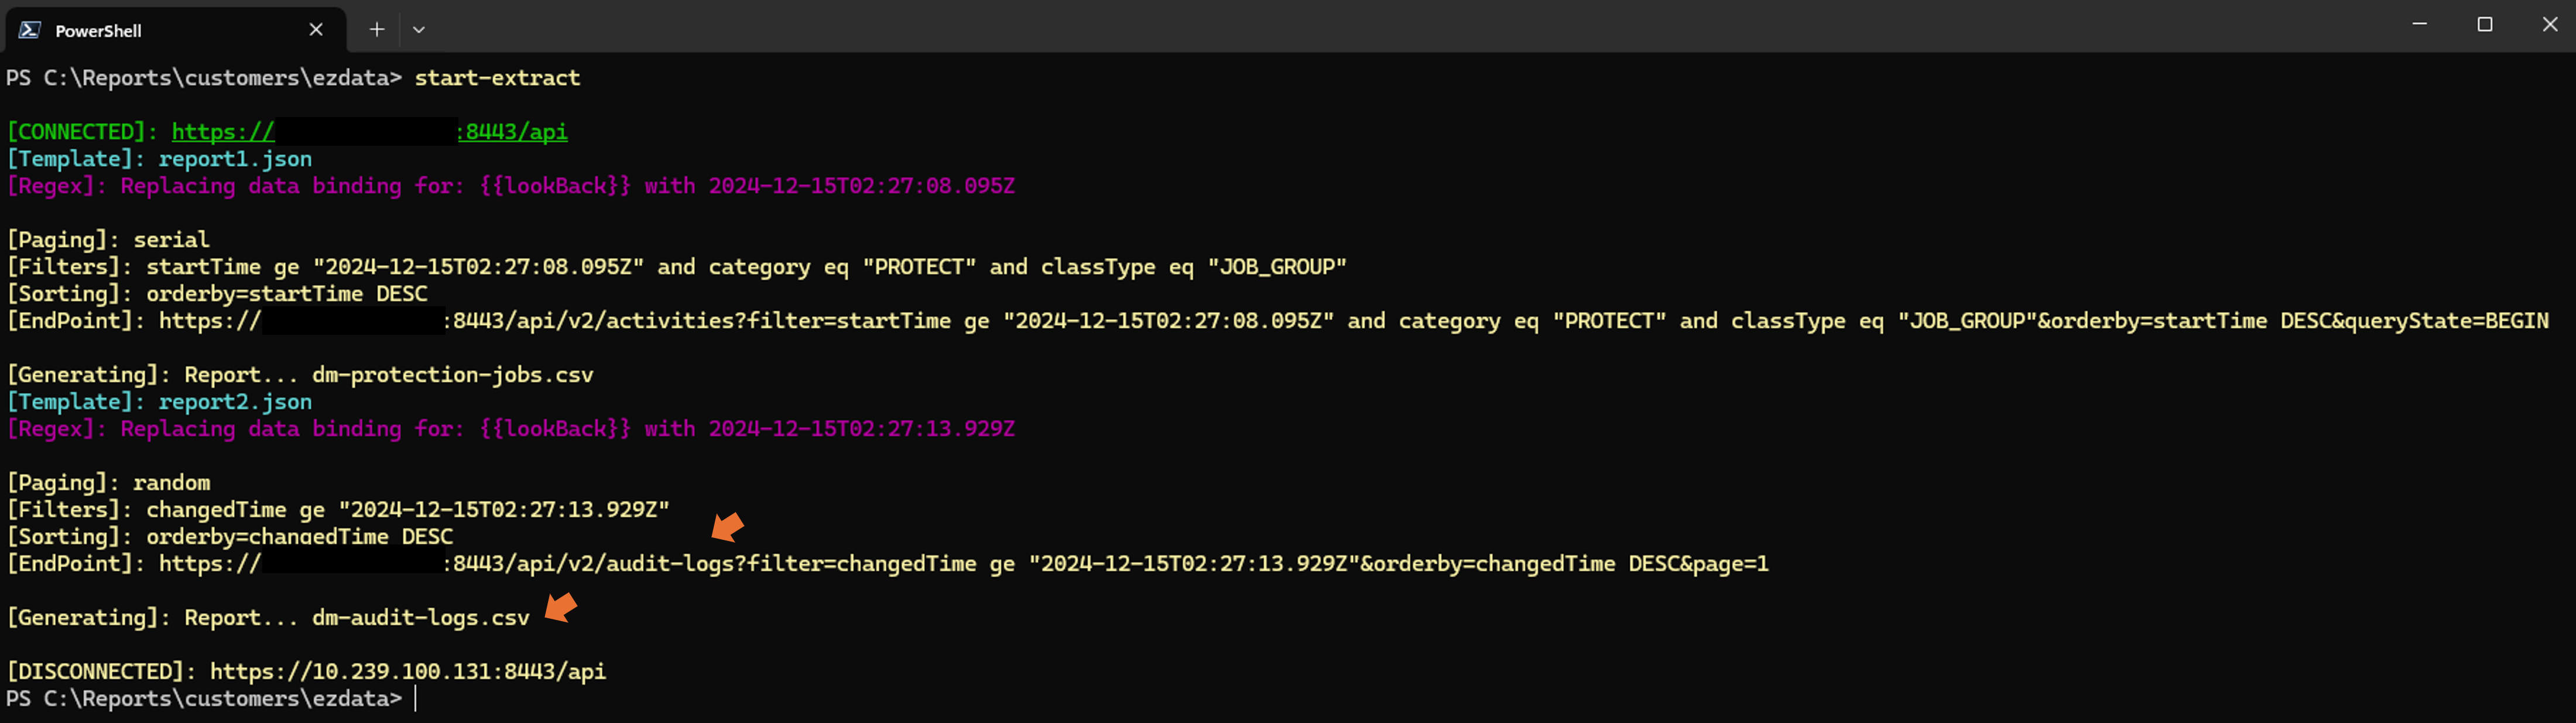 PowerShell
PS C:\Reports\customers\ezdata> start-extract
[CONNECTED]: https:// :8443/api
[Template]: report1.json
[Regex]: Replacing data binding for: {{lookBack}} with 2024-12-15T02:27:08.095Z
[Paging]: serial
[Filters]: startTime ge "2024-12-15T02:27:08.095Z" and category eq "PROTECT" and classType eq "JOB_GROUP"
[Sorting]: orderby=startTime DESC
[EndPoint]: https:// :8443/api/v2/activities?filter=startTime ge "2024-12-15T02:27:08.095Z" and category eq "PROTECT" and classType eq "JOB_GROUP"&orderby=startTime DESC&queryState=BEGIN
[Generating]: Report... dm-protection-jobs.csv
[Template]: report2.json
[Regex]: Replacing data binding for: {{lookBack}} with 2024-12-15T02:27:13.929Z
[Paging]: random
[Filters]: changedTime ge "2024-12-15T02:27:13.929Z"
[Sorting]: orderby=changedTime DESC
[EndPoint]: https:// :8443/api/v2/audit-logs?filter=changedTime ge "2024-12-15T02:27:13.929Z"&orderby=changedTime DESC&page=1
[Generating]: Report... dm-audit-logs.csv
[DISCONNECTED]: https://10.239.100.131:8443/api
PS C:\Reports\customers\ezdata>